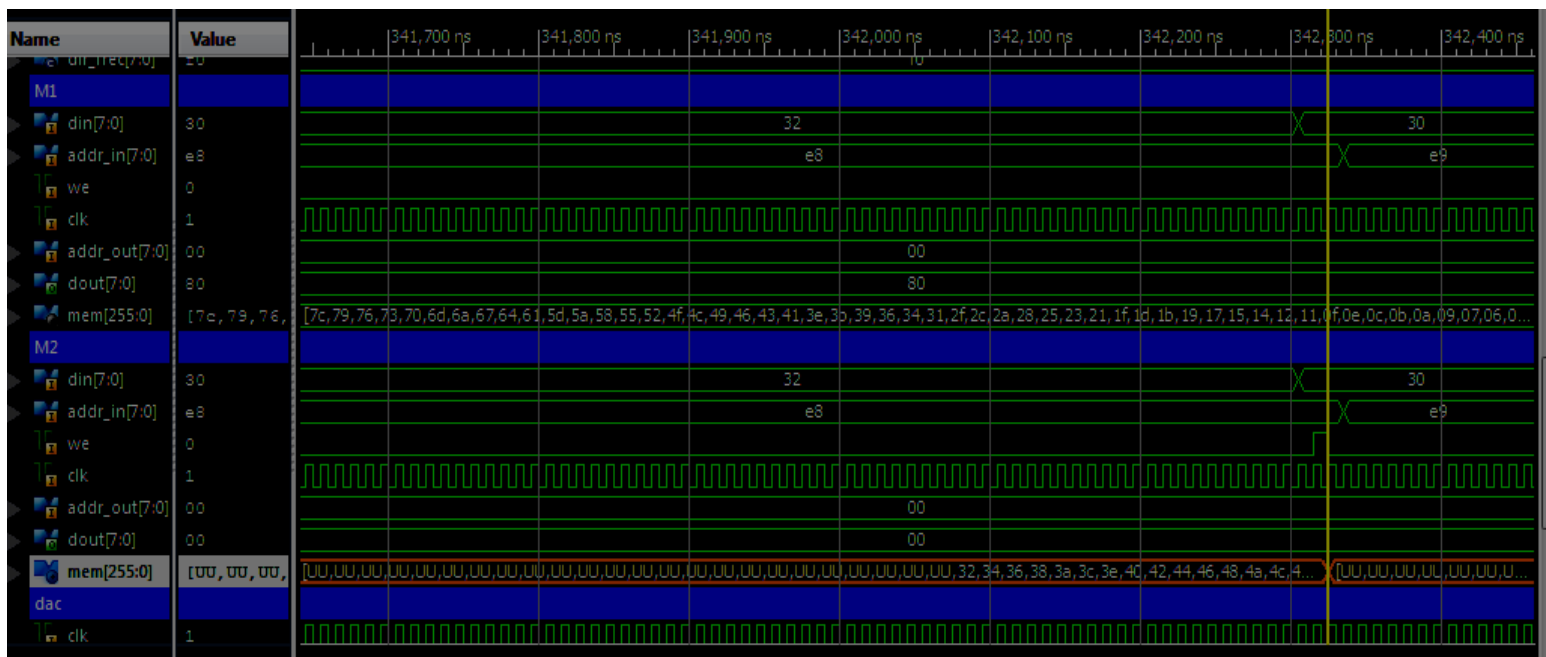 Name Value 341,700 ns 341,800 ns 341,900 ns 342,000 ns 342,100 ns 342,200 ns 342,300 ns 342,400 ns
M1
din[7:0] 30 32 30
addr_in[7:0] e8 e8 e9
we 0
clk 1
addr_out[7:0] 00 00
dout[7:0] 80 80
mem[255:0] [7c,79,76, [7c,79,76,73,70,6d,6a,67,64,61,5d,5a,58,55,52,4f,4c,49,46,43,41,3e,3b,39,36,34,31,2f,2c,2a,28,25,23,21,1f,1d,1b,19,17,15,14,12,11,0f,0e,0c,0b,0a,09,07,06,0...
M2
din[7:0] 30 32 30
addr_in[7:0] e8 e8 e9
we 0
clk 1
addr_out[7:0] 00 00
dout[7:0] 00 00
mem[255:0] [UU,UU,UU, [UU,UU,UU,UU,UU,UU,UU,UU,UU,UU,UU,UU,UU,UU,UU,UU,UU,UU,UU,UU,UU,UU,UU,UU,32,34,36,38,3a,3c,3e,40,42,44,46,48,4a,4c,4... [UU,UU,UU,UU,UU,UU,U...
dac
clk 1